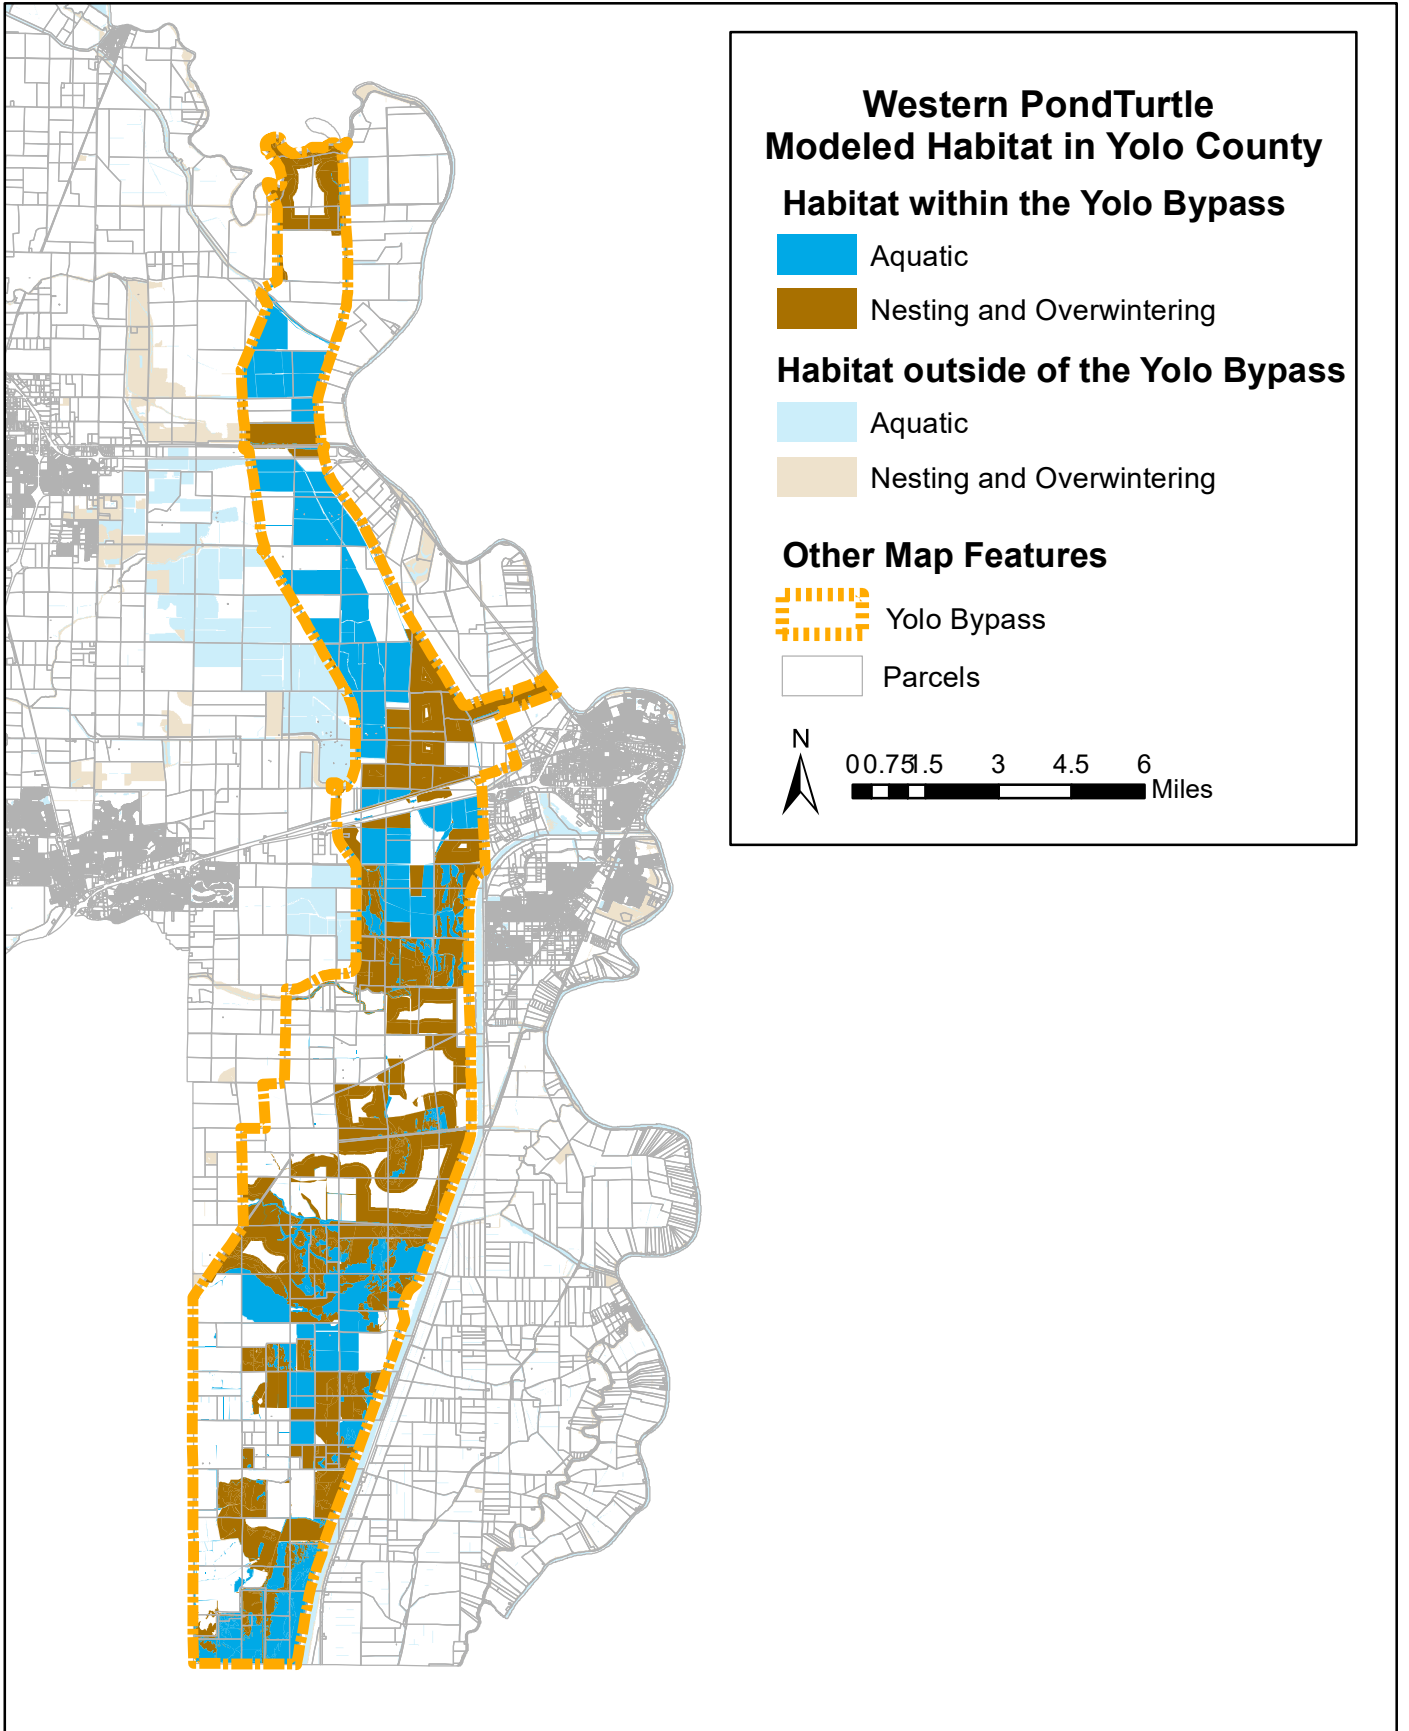 Western PondTurtle
Modeled Habitat in Yolo County
Habitat within the Yolo Bypass
Aquatic
Nesting and Overwintering
Habitat outside of the Yolo Bypass
Aquatic
Nesting and Overwintering
Other Map Features
Yolo Bypass
Parcels
N
0 0.75 1.5 3 4.5 6
Miles